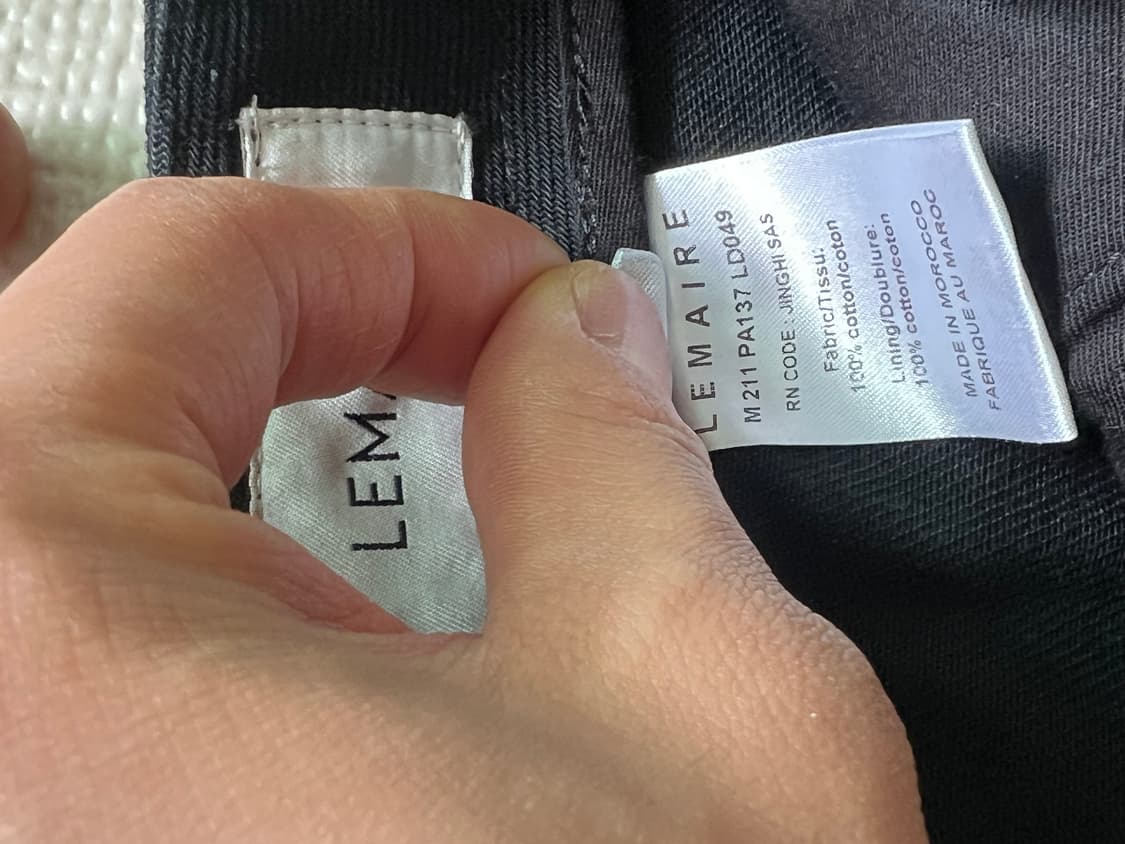 LEMA
LEMAIRE
M 211 PA137 LD049
RN CODE : JINGHI SAS
Fabric/Tissu:
100% cotton/coton
Lining/Doublure:
100% cotton/coton
MADE IN MOROCCO
FABRIQUE AU MAROC